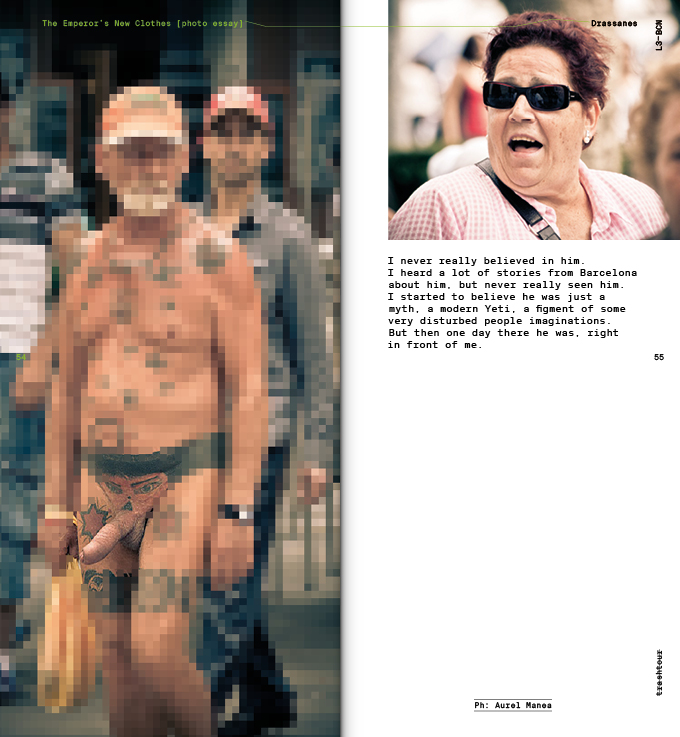 The Emperor's New Clothes [photo essay]
Drassanes
L3-BCN
I never really believed in him.
I heard a lot of stories from Barcelona
about him, but never really seen him.
I started to believe he was just a
myth, a modern Yeti, a figment of some
very disturbed people imaginations.
But then one day there he was, right
in front of me.
54
55
treshtour
Ph: Aurel Manea